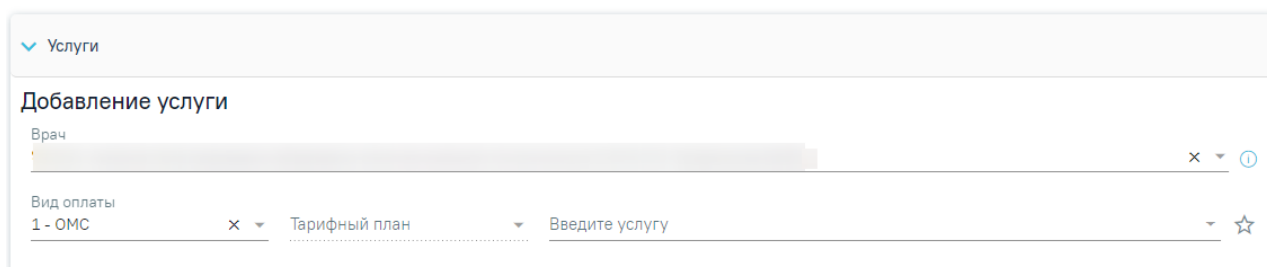 Услуги
Добавление услуги
Врач
Вид оплаты
1 - ОМС Тарифный план Введите услугу